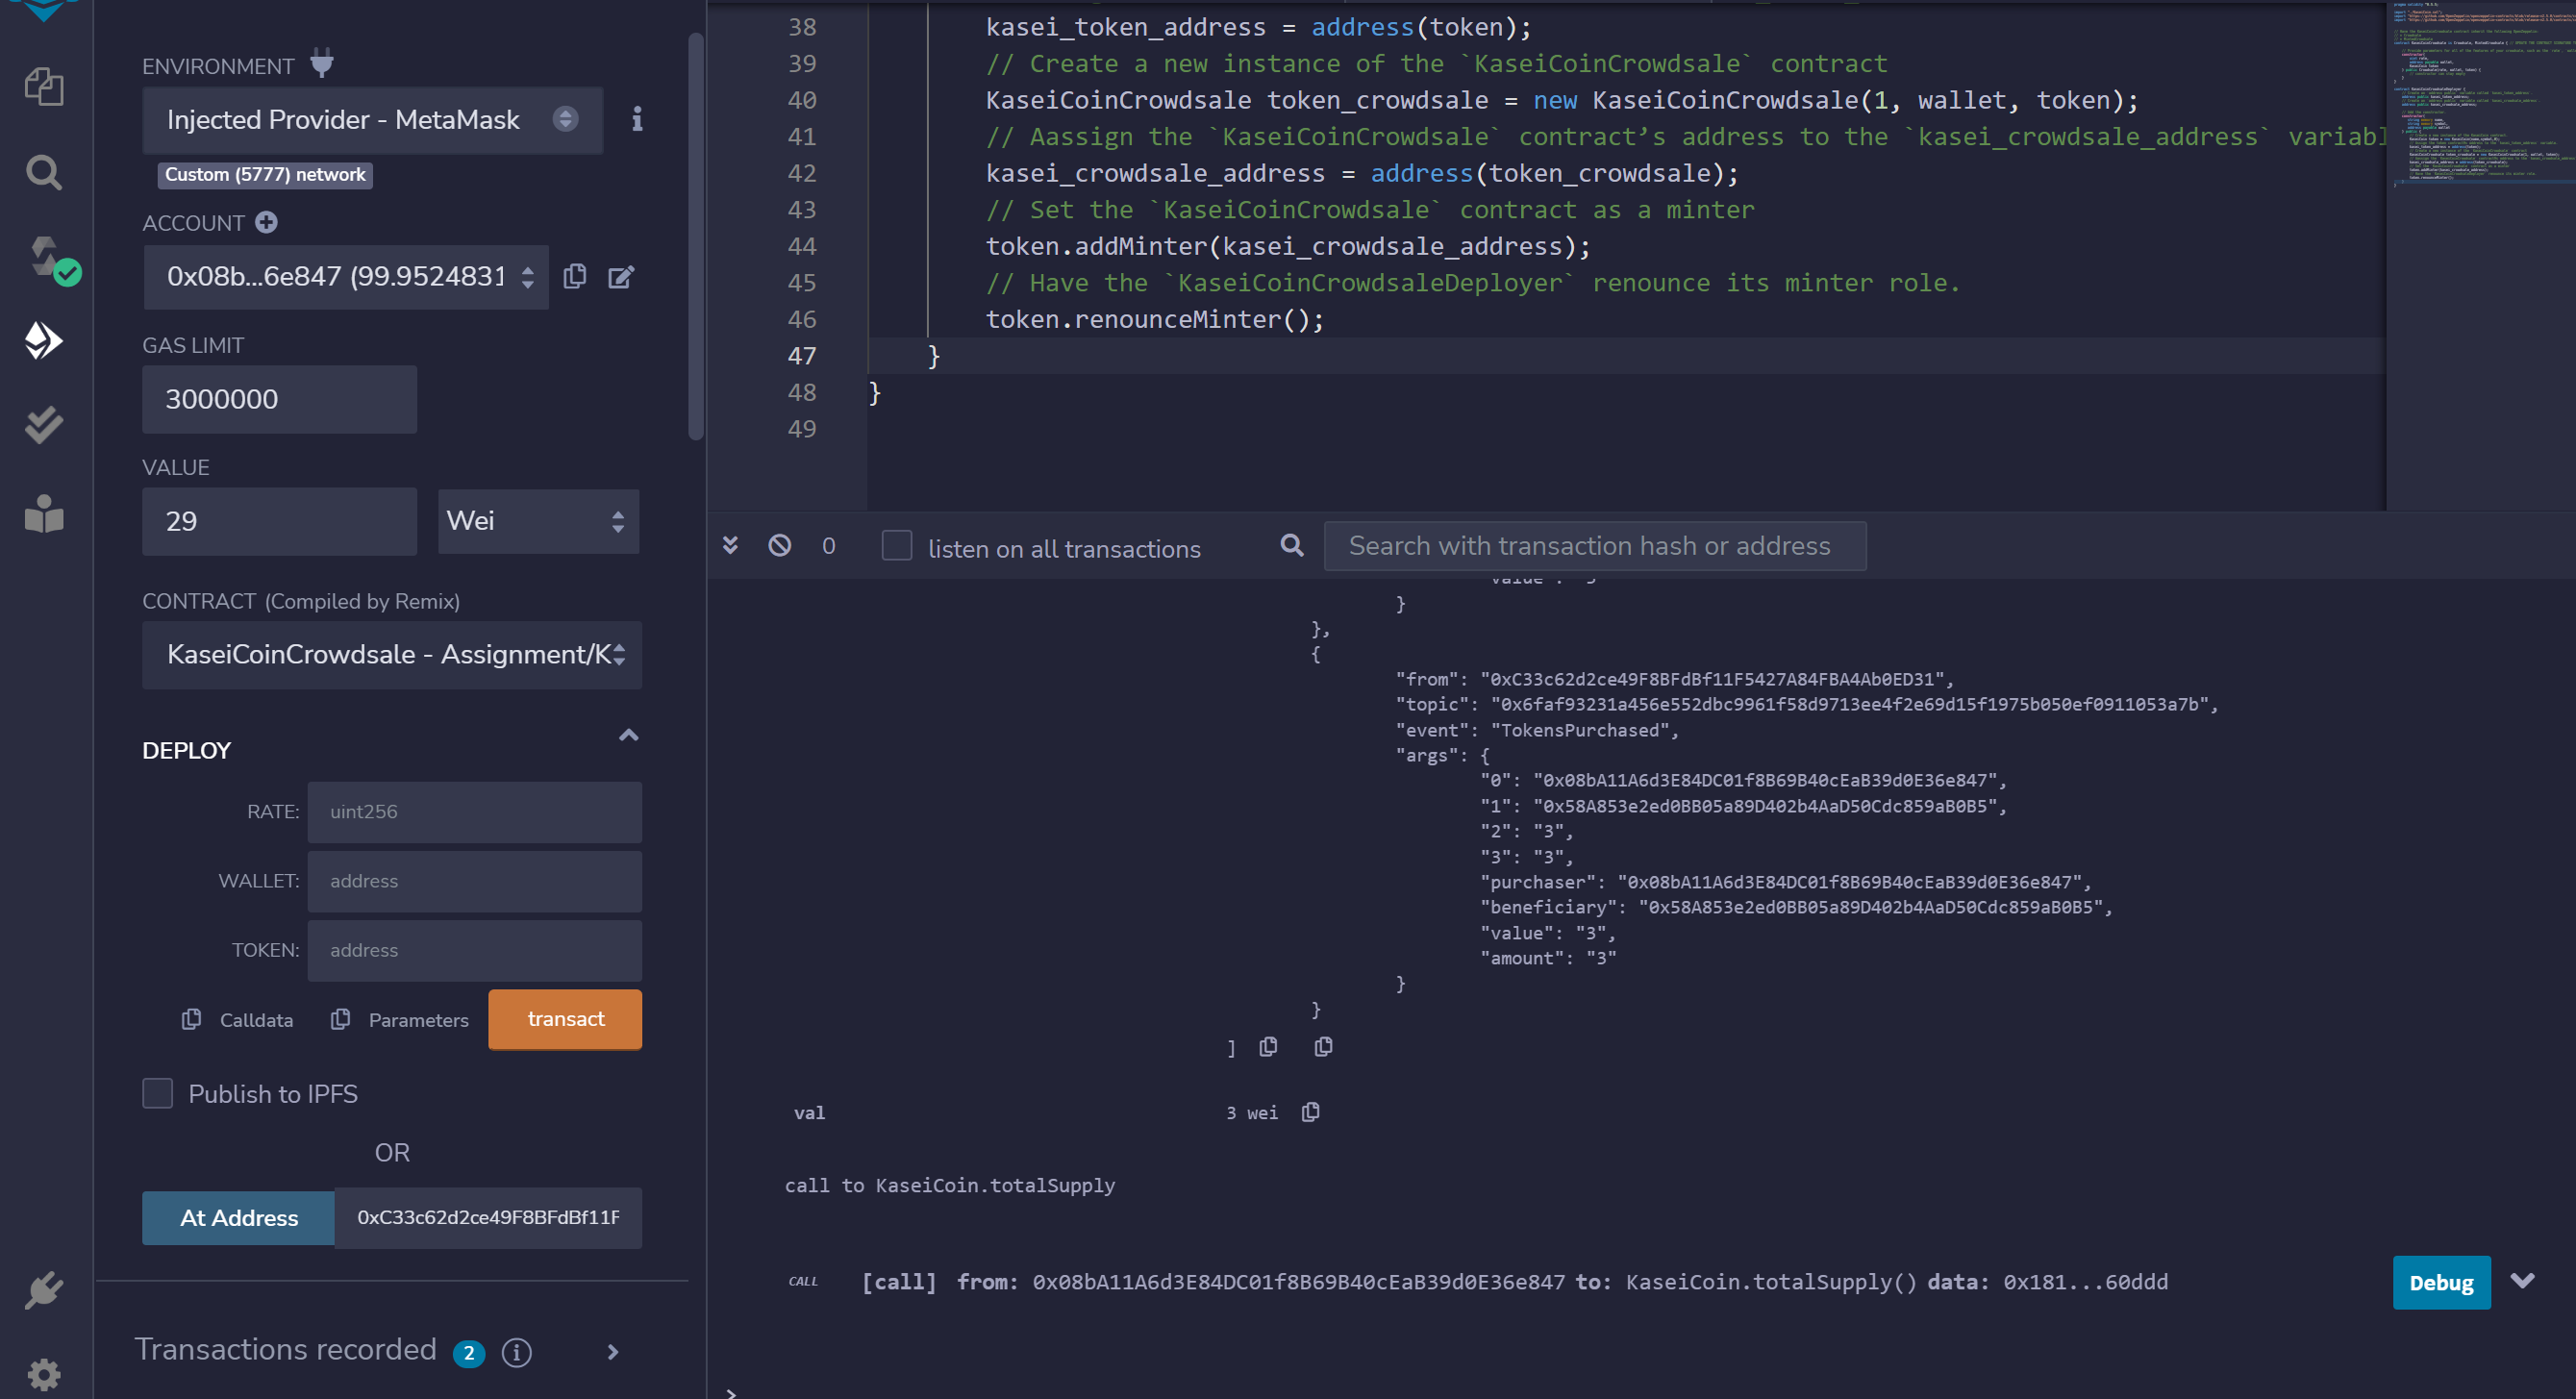 ENVIRONMENT
Injected Provider - MetaMask
Custom (5777) network
ACCOUNT
0x08b...6e847 (99.9524831
GAS LIMIT
3000000
VALUE
29
Wei
CONTRACT (Compiled by Remix)
KaseiCoinCrowdsale - Assignment/K
DEPLOY
RATE: uint256
WALLET: address
TOKEN: address
Calldata Parameters transact
Publish to IPFS
OR
At Address 0xC33c62d2ce49F8BFdBf11F
Transactions recorded 2
38 kasei_token_address = address(token);
39 // Create a new instance of the `KaseiCoinCrowdsale` contract
40 KaseiCoinCrowdsale token_crowdsale = new KaseiCoinCrowdsale(1, wallet, token);
41 // Aassign the `KaseiCoinCrowdsale` contract’s address to the `kasei_crowdsale_address` variabl
42 kasei_crowdsale_address = address(token_crowdsale);
43 // Set the `KaseiCoinCrowdsale` contract as a minter
44 token.addMinter(kasei_crowdsale_address);
45 // Have the `KaseiCoinCrowdsaleDeployer` renounce its minter role.
46 token.renounceMinter();
47 }
48 }
49
0 listen on all transactions Search with transaction hash or address
}
},
{
"from": "0xC33c62d2ce49F8BFdBf11F5427A84FBA4Ab0ED31",
"topic": "0x6faf93231a456e552dbc9961f58d9713ee4f2e69d15f1975b050ef0911053a7b",
"event": "TokensPurchased",
"args": {
"0": "0x08bA11A6d3E84DC01f8B69B40cEaB39d0E36e847",
"1": "0x58A853e2ed0BB05a89D402b4AaD50Cdc859aB0B5",
"2": "3",
"3": "3",
"purchaser": "0x08bA11A6d3E84DC01f8B69B40cEaB39d0E36e847",
"beneficiary": "0x58A853e2ed0BB05a89D402b4AaD50Cdc859aB0B5",
"value": "3",
"amount": "3"
}
}
]
val 3 wei
call to KaseiCoin.totalSupply
CALL [call] from: 0x08bA11A6d3E84DC01f8B69B40cEaB39d0E36e847 to: KaseiCoin.totalSupply() data: 0x181...60ddd
Debug
>